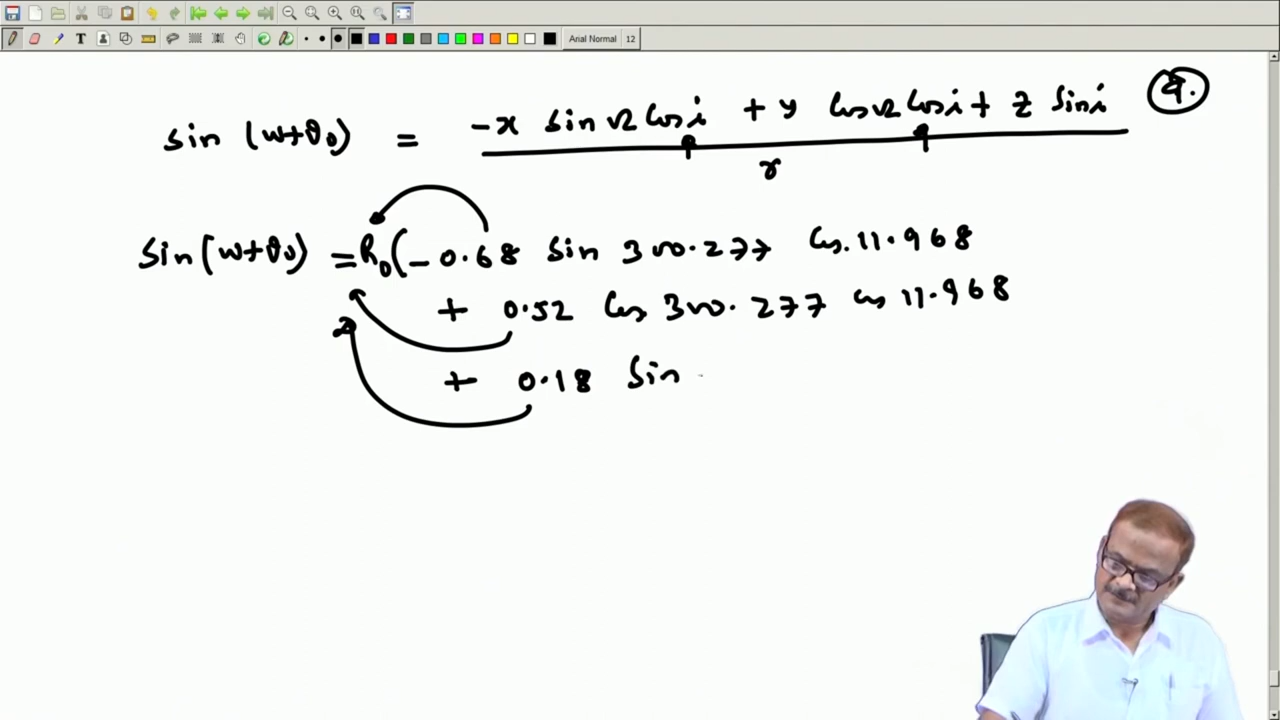 Arial Normal 12
9.
sin (ω+θ0) = -x sin Ω cos i + y cos Ω cos i + z sin i
r
sin (ω+θ0) = R0 (- 0.68 sin 300.277 cos. 11.968
+ 0.52 cos 300.277 cos 11.968
+ 0.18 sin